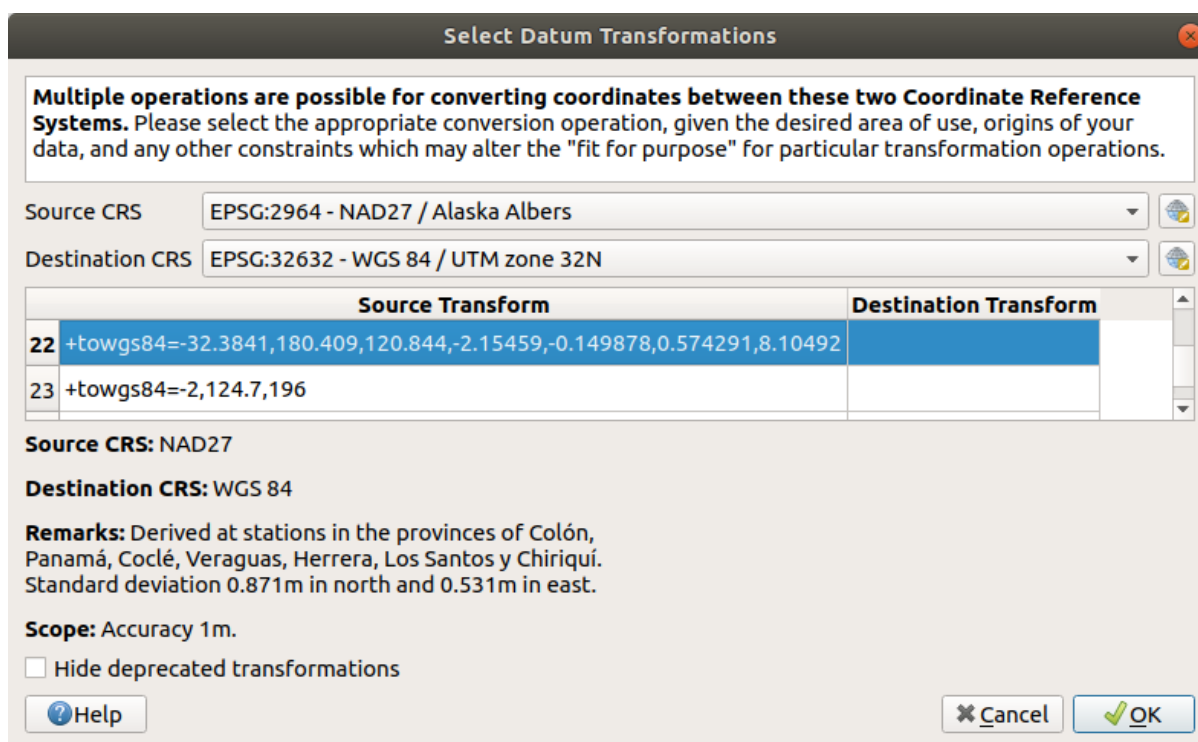 Select Datum Transformations
Multiple operations are possible for converting coordinates between these two Coordinate Reference
Systems. Please select the appropriate conversion operation, given the desired area of use, origins of your
data, and any other constraints which may alter the "fit for purpose" for particular transformation operations.
Source CRS EPSG:2964 - NAD27 / Alaska Albers
Destination CRS EPSG:32632 - WGS 84 / UTM zone 32N
Source Transform Destination Transform
22 +towgs84=-32.3841,180.409,120.844,-2.15459,-0.149878,0.574291,8.10492
23 +towgs84=-2,124.7,196
Source CRS: NAD27
Destination CRS: WGS 84
Remarks: Derived at stations in the provinces of Colón,
Panamá, Coclé, Veraguas, Herrera, Los Santos y Chiriquí.
Standard deviation 0.871m in north and 0.531m in east.
Scope: Accuracy 1m.
Hide deprecated transformations
Help Cancel OK